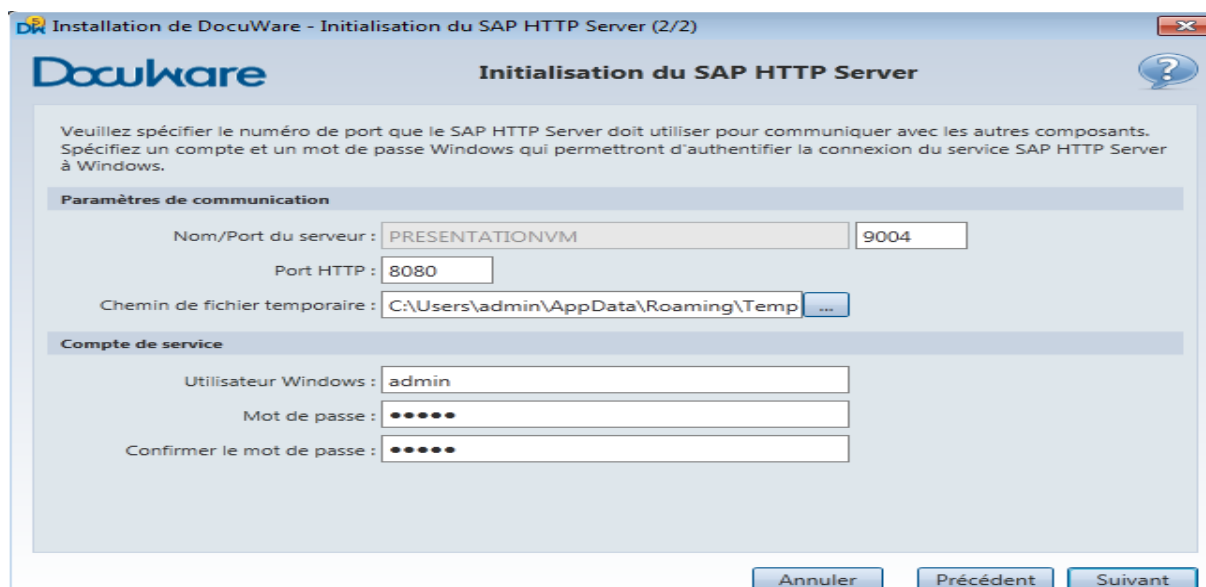 Installation de DocuWare - Initialisation du SAP HTTP Server (2/2)
DocuWare
Initialisation du SAP HTTP Server
Veuillez spécifier le numéro de port que le SAP HTTP Server doit utiliser pour communiquer avec les autres composants.
Spécifiez un compte et un mot de passe Windows qui permettront d'authentifier la connexion du service SAP HTTP Server
à Windows.
Paramètres de communication
Nom/Port du serveur : PRESENTATIONVM 9004
Port HTTP : 8080
Chemin de fichier temporaire : C:\Users\admin\AppData\Roaming\Temp ...
Compte de service
Utilisateur Windows : admin
Mot de passe : •••••
Confirmer le mot de passe : •••••
Annuler Précédent Suivant